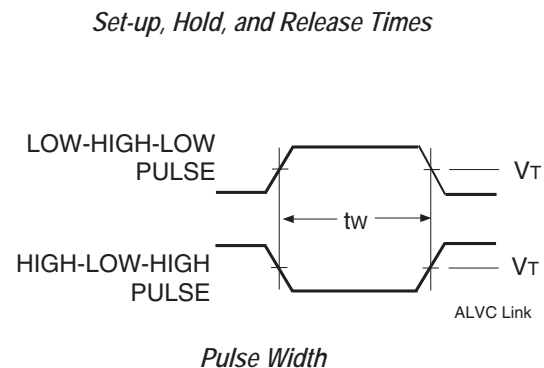 Set-up, Hold, and Release Times
LOW-HIGH-LOW
PULSE
VT
tw
HIGH-LOW-HIGH
PULSE
VT
ALVC Link
Pulse Width